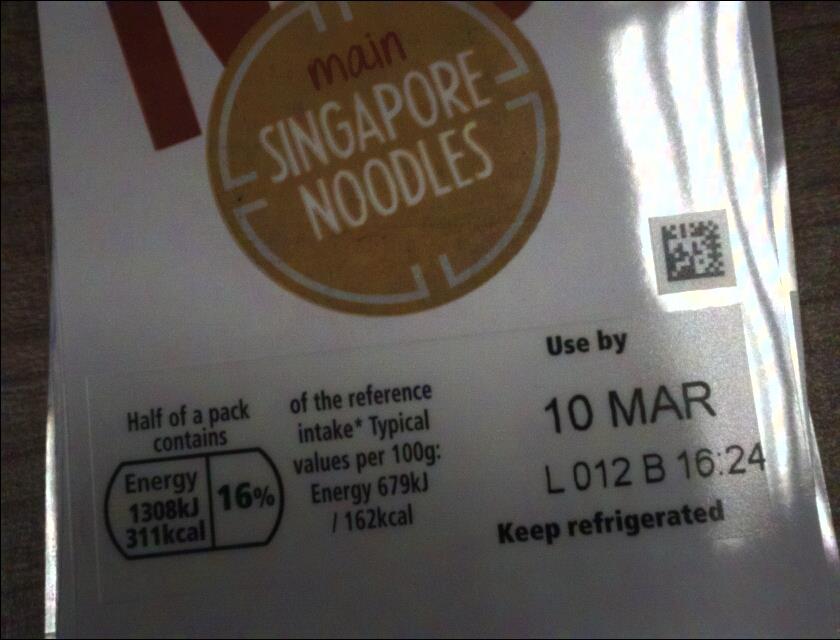 main
SINGAPORE
NOODLES
Use by
10 MAR
L 012 B 16:24
Keep refrigerated
Half of a pack
contains
Energy
1308kJ
311kcal
16%
of the reference
intake* Typical
values per 100g:
Energy 679kJ
/ 162kcal